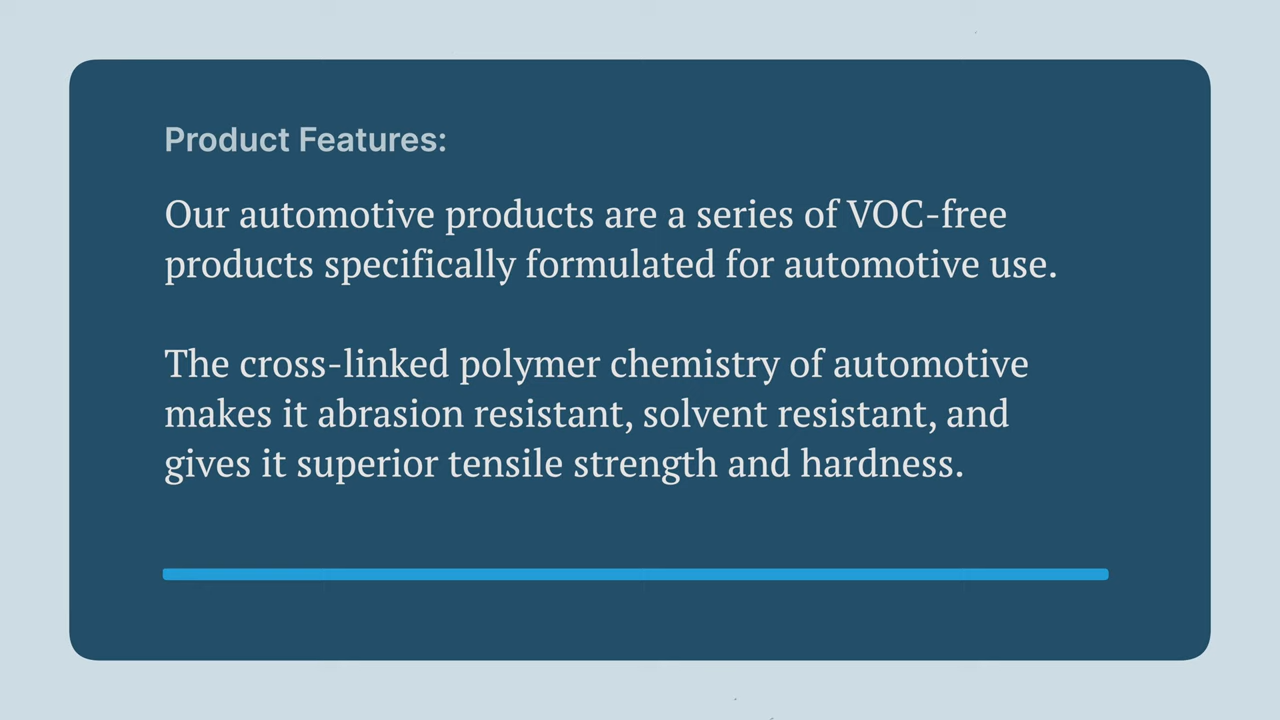 Product Features:
Our automotive products are a series of VOC-free
products specifically formulated for automotive use.
The cross-linked polymer chemistry of automotive
makes it abrasion resistant, solvent resistant, and
gives it superior tensile strength and hardness.